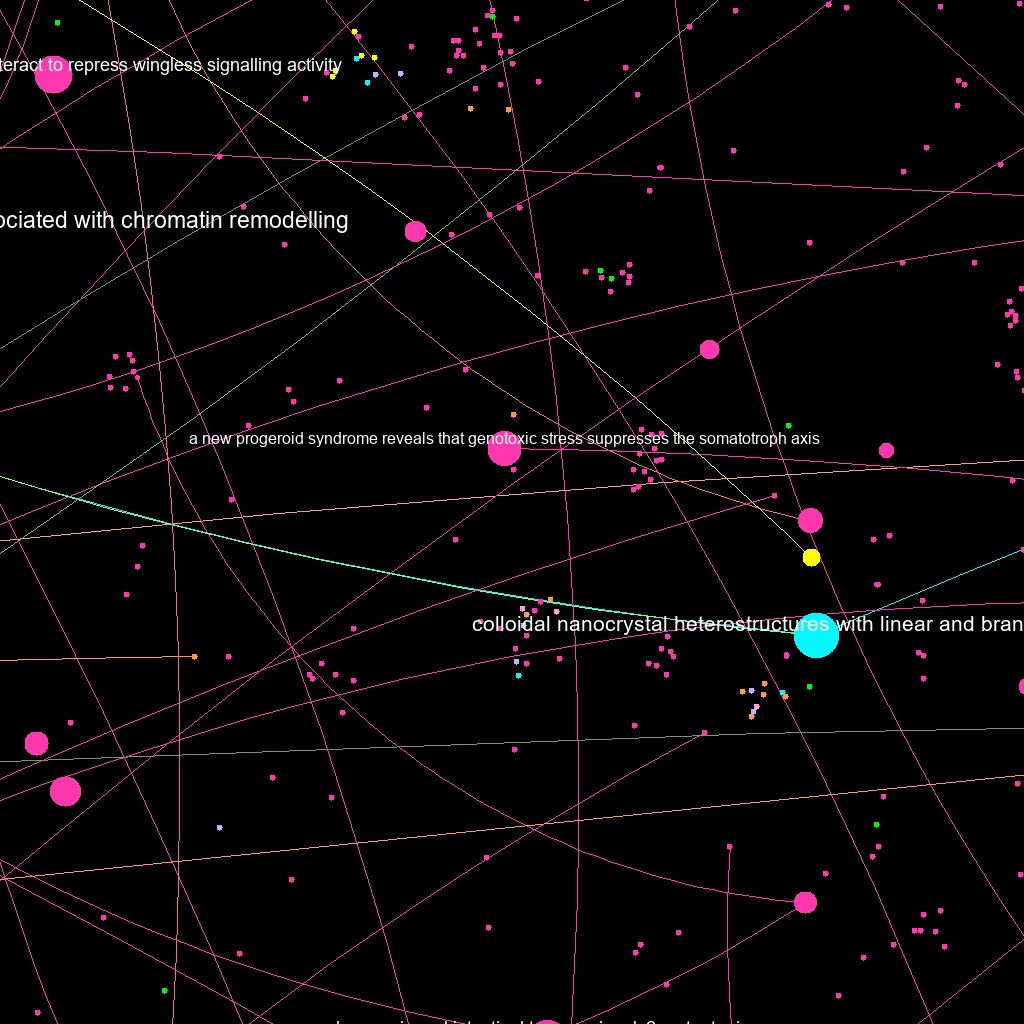 teract to repress wingless signalling activity
ociated with chromatin remodelling
a new progeroid syndrome reveals that genotoxic stress suppresses the somatotroph axis
colloidal nanocrystal heterostructures with linear and bran